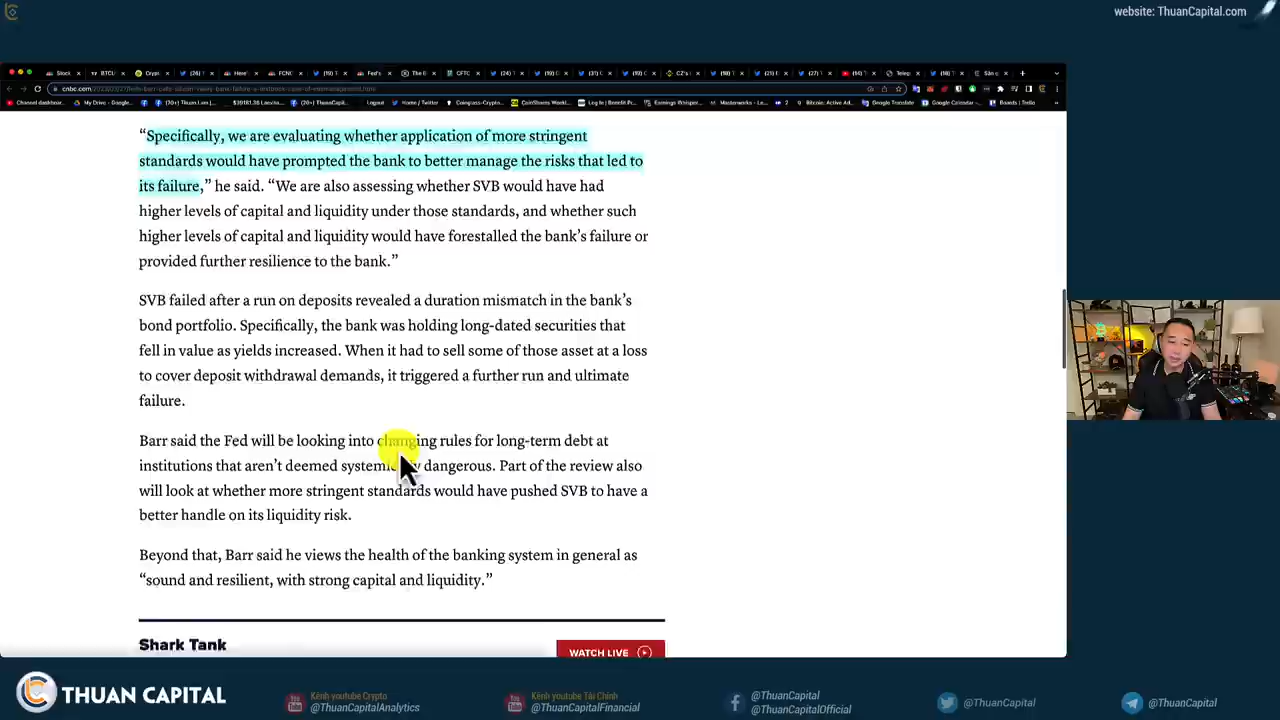 website: ThuanCapital.com
“Specifically, we are evaluating whether application of more stringent
standards would have prompted the bank to better manage the risks that led to
its failure,” he said. “We are also assessing whether SVB would have had
higher levels of capital and liquidity under those standards, and whether such
higher levels of capital and liquidity would have forestalled the bank’s failure or
provided further resilience to the bank.”
SVB failed after a run on deposits revealed a duration mismatch in the bank’s
bond portfolio. Specifically, the bank was holding long-dated securities that
fell in value as yields increased. When it had to sell some of those asset at a loss
to cover deposit withdrawal demands, it triggered a further run and ultimate
failure.
Barr said the Fed will be looking into changing rules for long-term debt at
institutions that aren’t deemed dangerous. Part of the review also
will look at whether more stringent standards would have pushed SVB to have a
better handle on its liquidity risk.
Beyond that, Barr said he views the health of the banking system in general as
“sound and resilient, with strong capital and liquidity.”
Shark Tank
WATCH LIVE
THUAN CAPITAL
Kênh youtube Crypto
@ThuanCapitalAnalytics
Kênh youtube Tài Chính
@ThuanCapitalFinancial
@ThuanCapital
@ThuanCapitalOfficial
@ThuanCapital
@ThuanCapital